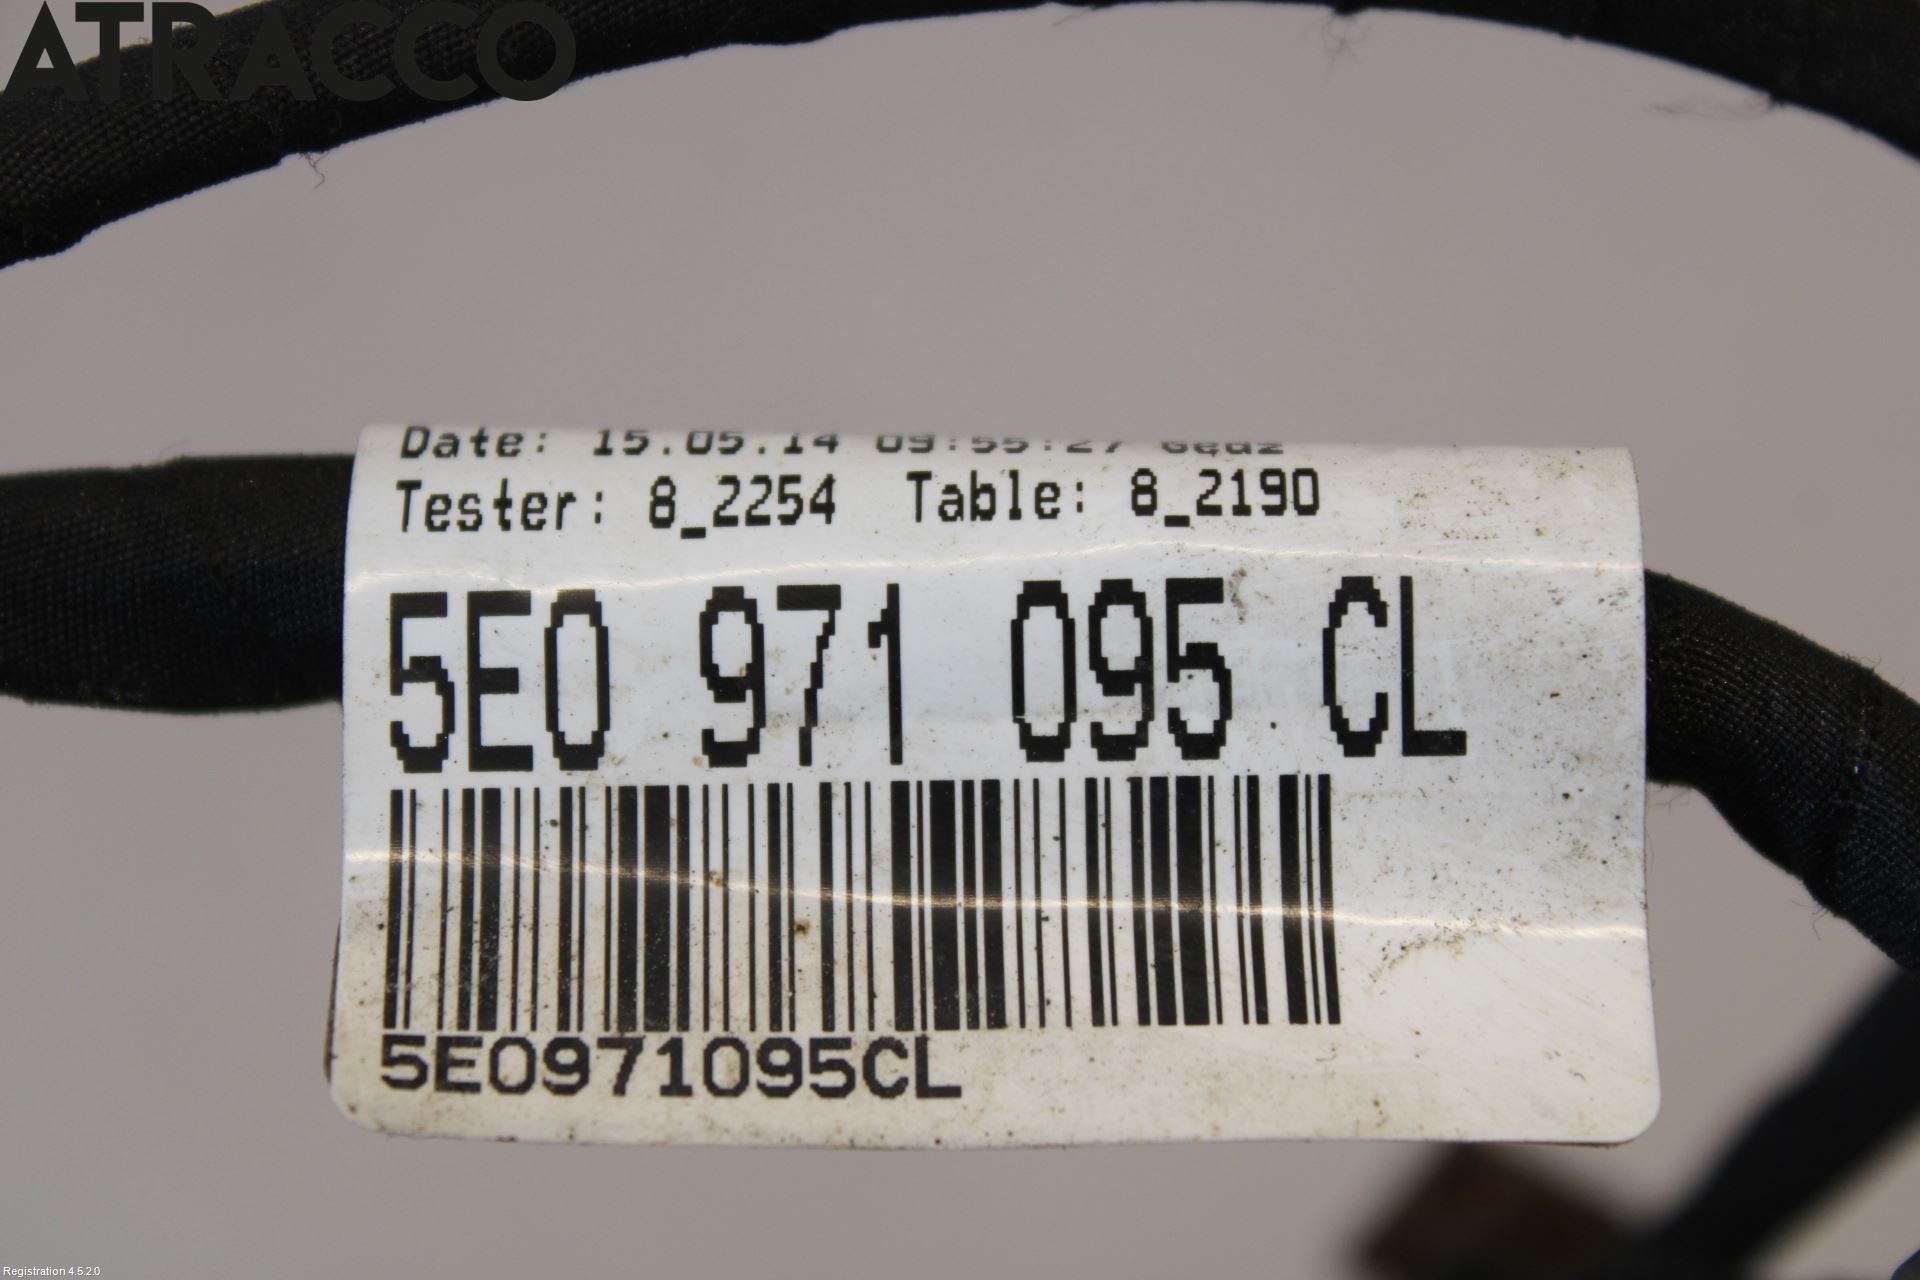 ATRACCO
Date: 15.05.14 09:55:27
Tester: 8_2254 Table: 8_2190
5E0 971 095 CL
5E0971095CL
Registration 4.5.2.0